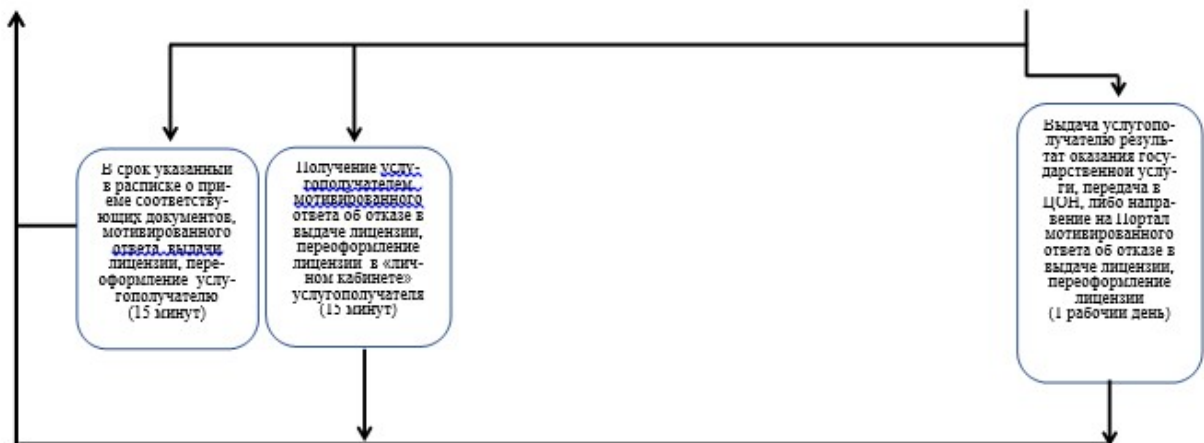 В срок указанный
в расписке о при-
еме соответству-
ющих документов,
мотивированного
ответа выдачи
лицензии, пере-
оформление услу-
гополучателю
(15 минут)
Получение услу-
гополучателем
мотивированного
ответа об отказе в
выдаче лицензии,
переоформление
лицензии в «лич-
ном кабинете»
услугополучателя
(15 минут)
Выдача услугопо-
лучателю резуль-
тат оказания госу-
дарственной услу-
ги, передача в
ЦОН, либо направ-
ение на Портал
мотивированного
ответа об отказе в
выдаче лицензии,
переоформление
лицензии
(1 рабочий день)